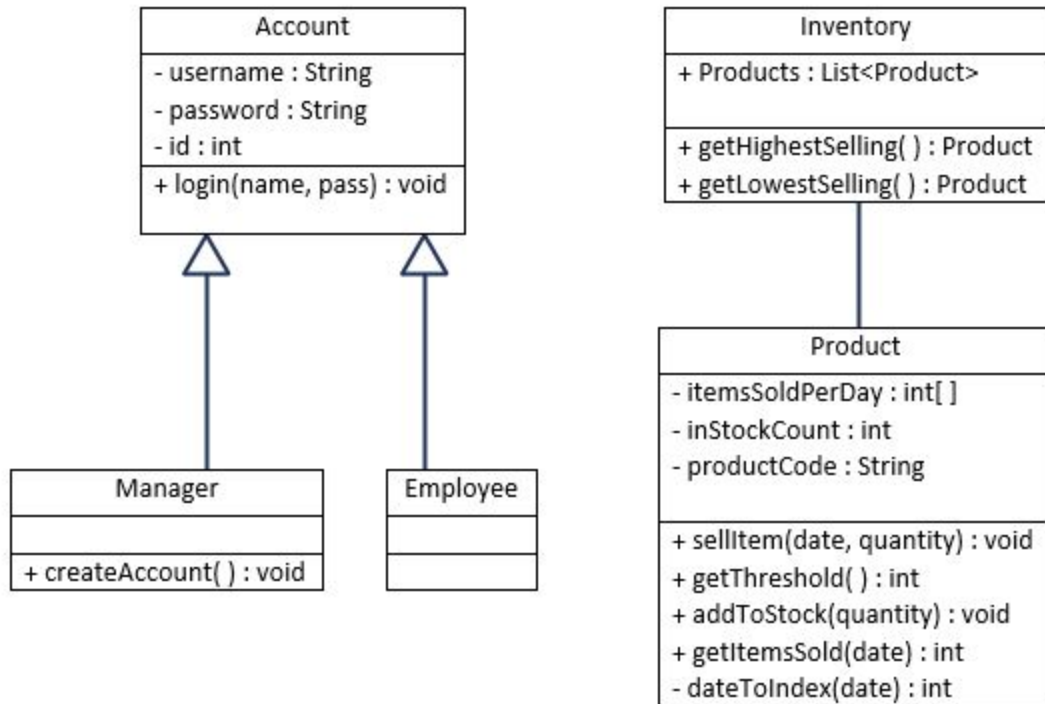 Account
- username : String
- password : String
- id : int
+ login(name, pass) : void
Inventory
+ Products : List<Product>
+ getHighestSelling( ) : Product
+ getLowestSelling( ) : Product
Manager
+ createAccount( ) : void
Employee
Product
- itemsSoldPerDay : int[ ]
- inStockCount : int
- productCode : String
+ sellItem(date, quantity) : void
+ getThreshold( ) : int
+ addToStock(quantity) : void
+ getItemsSold(date) : int
- dateToIndex(date) : int